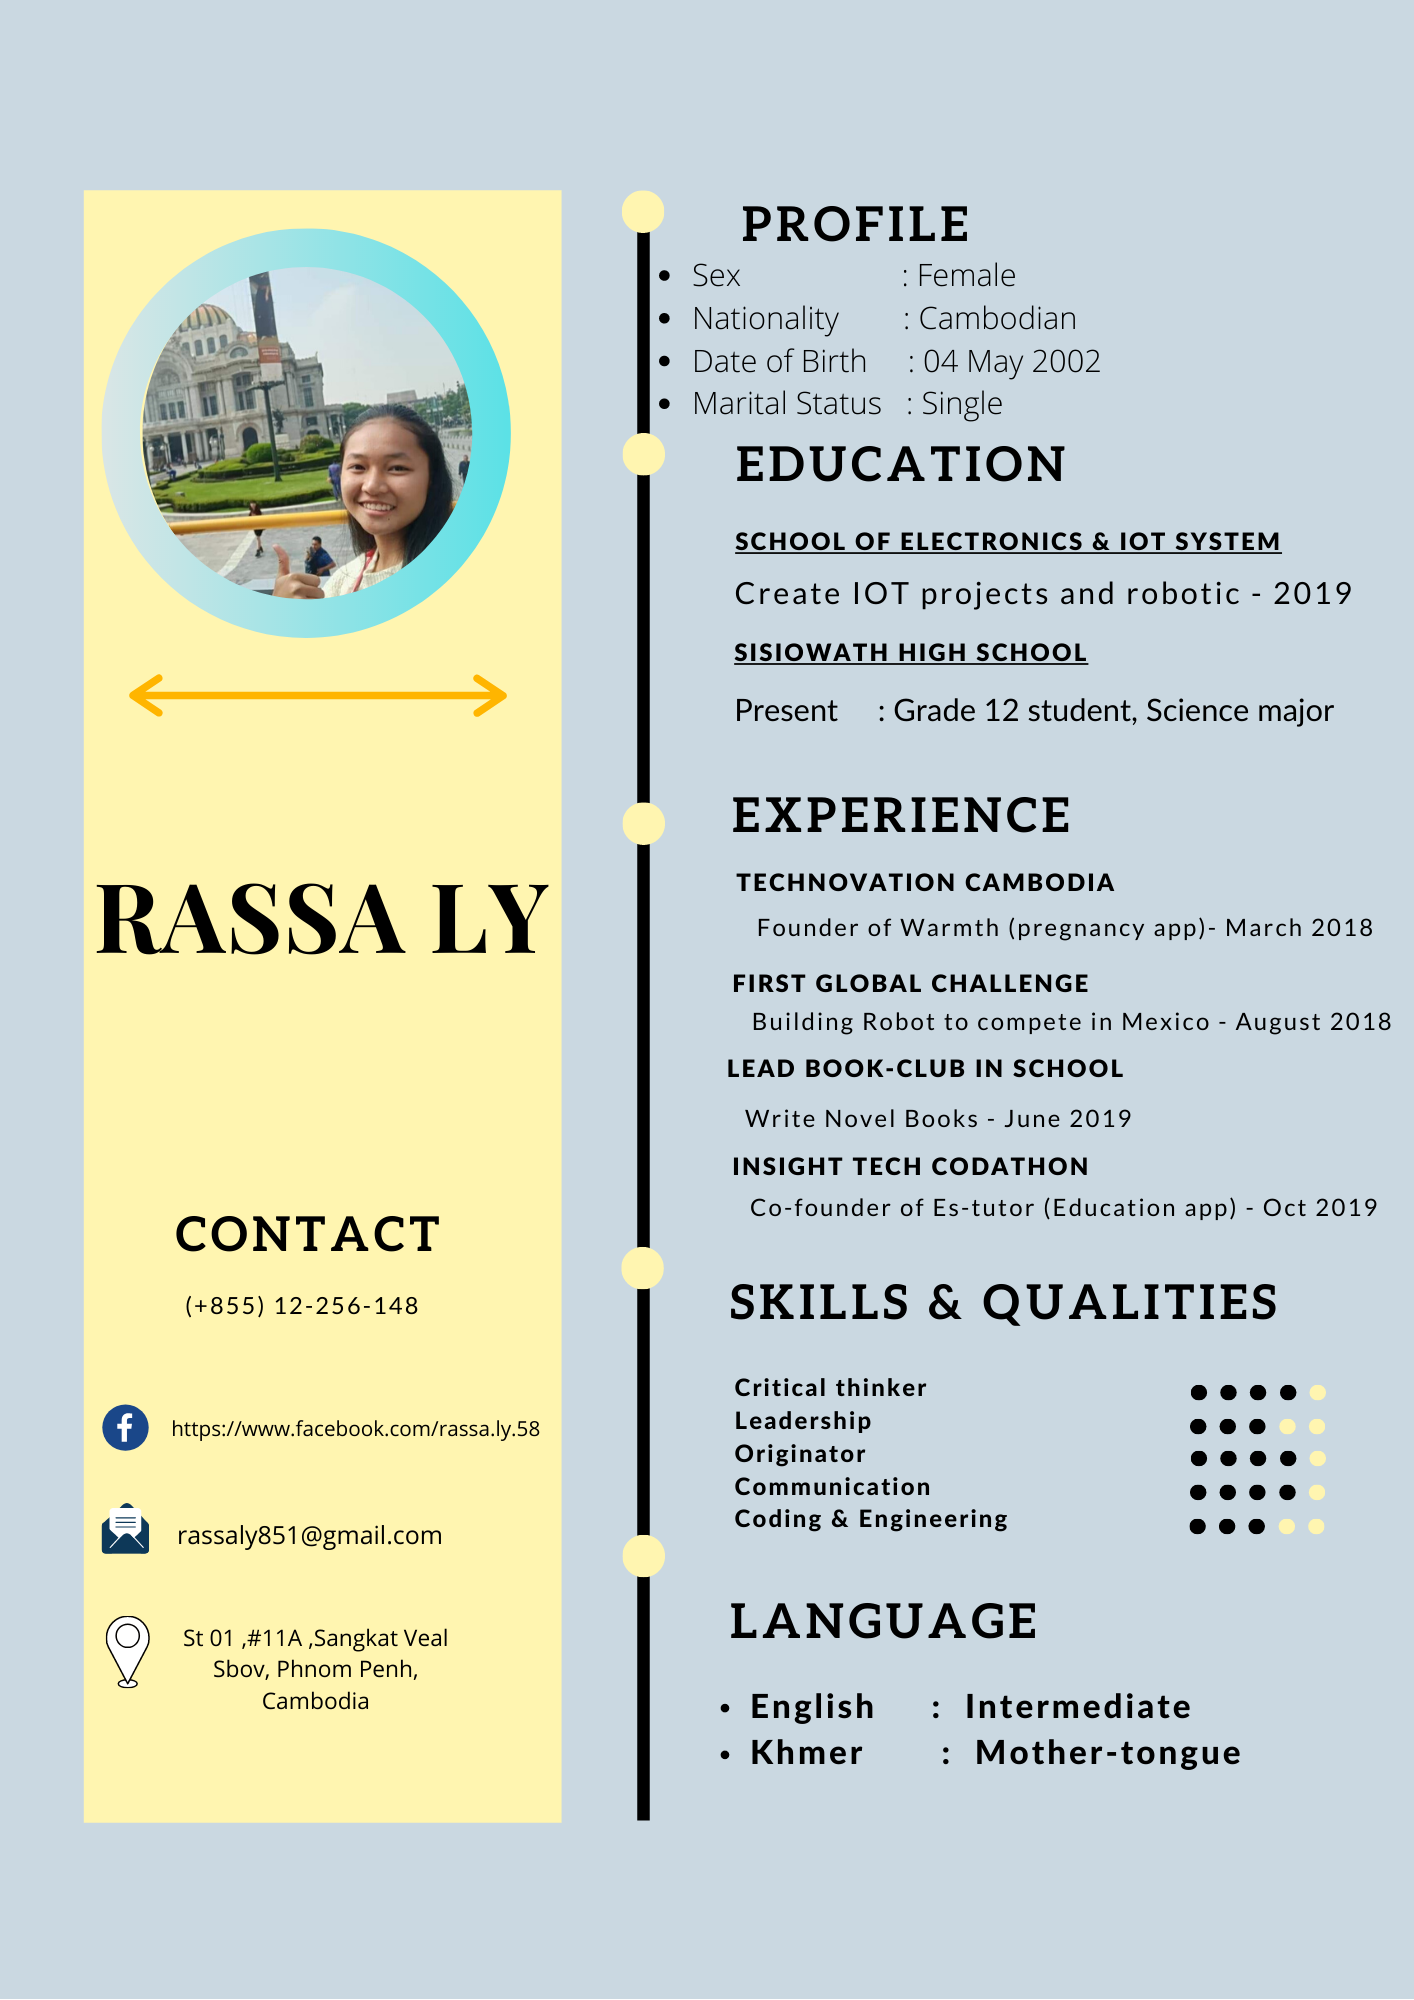 RASSA LY
CONTACT
(+855) 12-256-148
https://www.facebook.com/rassa.ly.58
rassaly851@gmail.com
St 01 ,#11A ,Sangkat Veal
Sbov, Phnom Penh,
Cambodia
PROFILE
• Sex : Female
• Nationality : Cambodian
• Date of Birth : 04 May 2002
• Marital Status : Single
EDUCATION
SCHOOL OF ELECTRONICS & IOT SYSTEM
Create IOT projects and robotic - 2019
SISIOWATH HIGH SCHOOL
Present : Grade 12 student, Science major
EXPERIENCE
TECHNOVATION CAMBODIA
Founder of Warmth (pregnancy app)- March 2018
FIRST GLOBAL CHALLENGE
Building Robot to compete in Mexico - August 2018
LEAD BOOK-CLUB IN SCHOOL
Write Novel Books - June 2019
INSIGHT TECH CODATHON
Co-founder of Es-tutor (Education app) - Oct 2019
SKILLS & QUALITIES
Critical thinker
Leadership
Originator
Communication
Coding & Engineering
LANGUAGE
• English : Intermediate
• Khmer : Mother-tongue